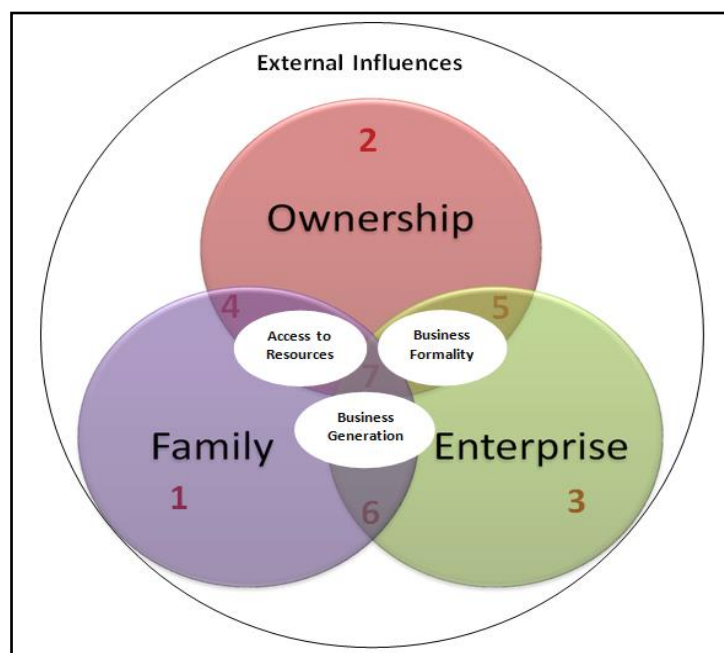 External Influences
2
Ownership
4
5
Access to
Resources
Business
Formality
7
Business
Generation
Family
Enterprise
1
3
6